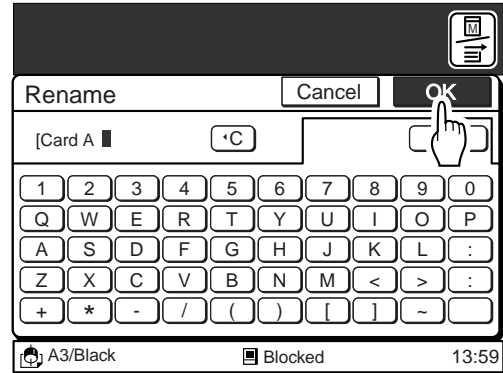 M
Rename Cancel OK
[Card A C
1 2 3 4 5 6 7 8 9 0
Q W E R T Y U I O P
A S D F G H J K L :
Z X C V B N M < > :
+ * - / ( ) [ ] ~
A3/Black Blocked 13:59